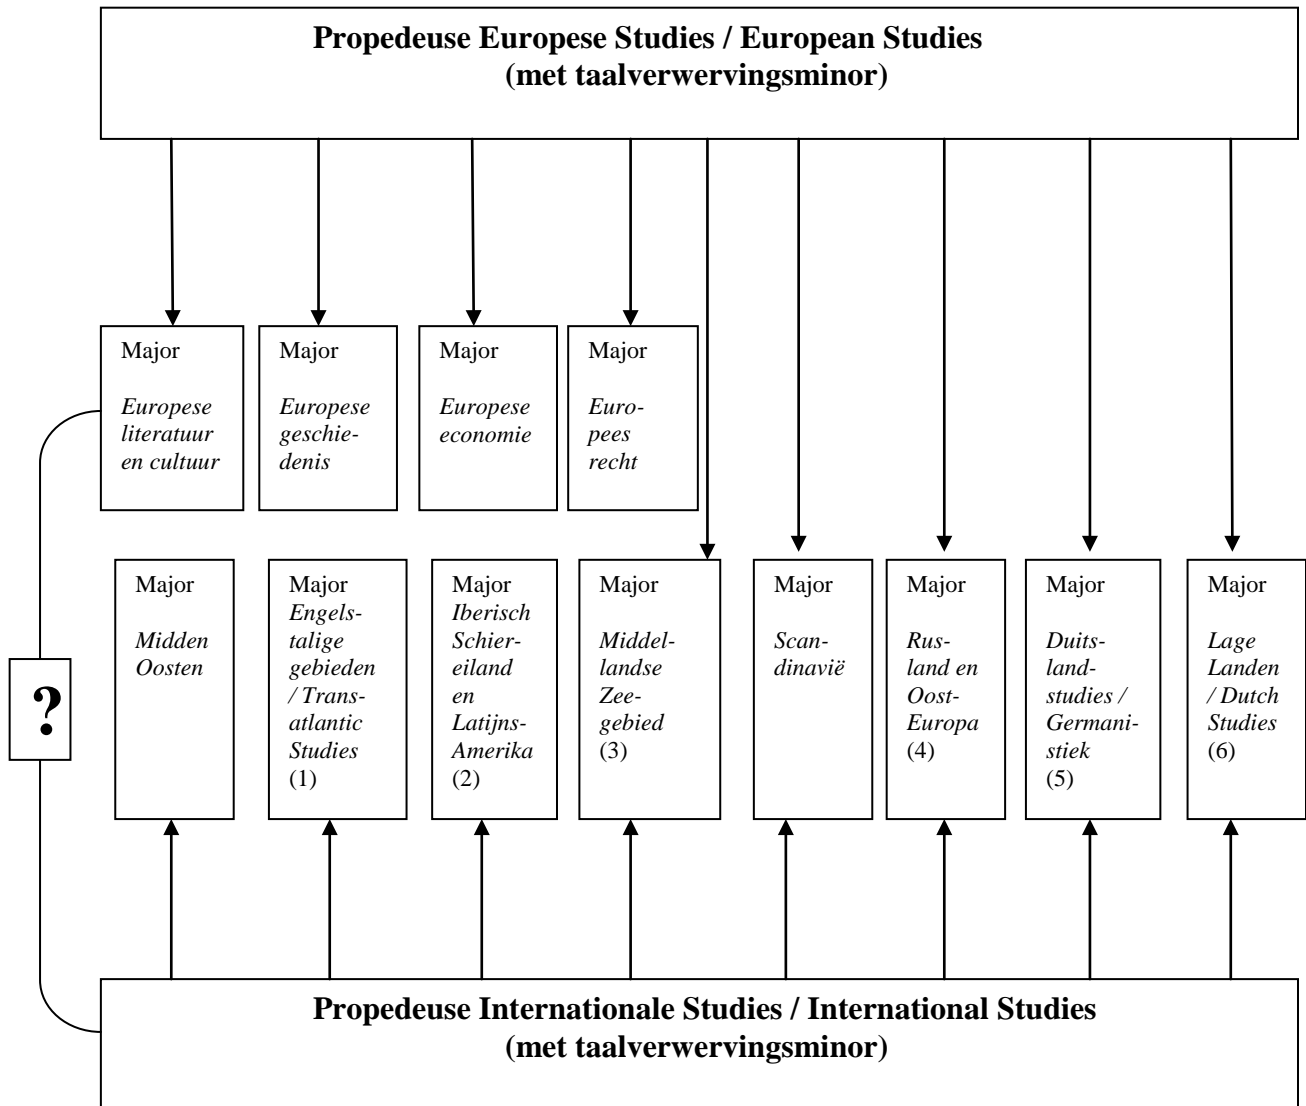 Propedeuse Europese Studies / European Studies
(met taalverwervingsminor)
Major
Europese
literatuur
en cultuur
Major
Europese
geschie-
denis
Major
Europese
economie
Major
Euro-
pees
recht
Major
Midden
Oosten
Major
Engels-
talige
gebieden
/ Trans-
atlantic
Studies
(1)
Major
Iberisch
Schier-
eiland
en
Latijns-
Amerika
(2)
Major
Middel-
landse
Zee-
gebied
(3)
Major
Scan-
dinavië
Major
Rus-
land en
Oost-
Europa
(4)
Major
Duits-
land-
studies /
Germani-
stiek
(5)
Major
Lage
Landen
/ Dutch
Studies
(6)
?
Propedeuse Internationale Studies / International Studies
(met taalverwervingsminor)